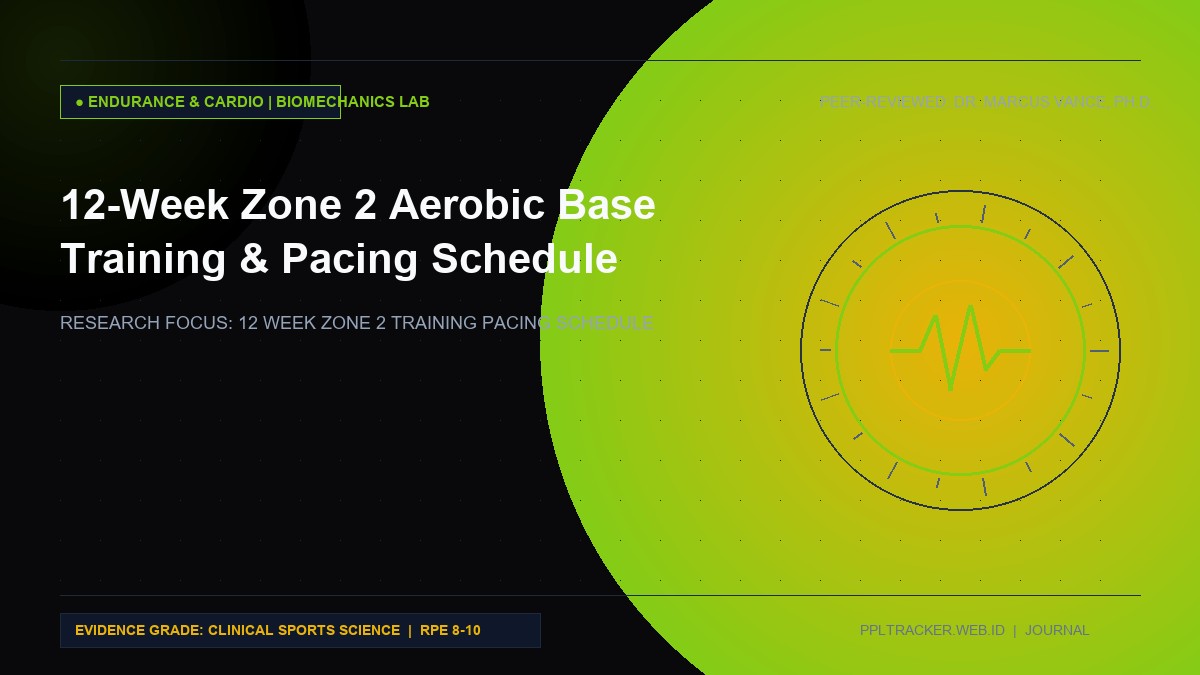 ● ENDURANCE & CARDIO | BIOMECHANICS LAB
PEER-REVIEWED: DR. MARCUS VANCE, PH.D
12-Week Zone 2 Aerobic Base
Training & Pacing Schedule
RESEARCH FOCUS: 12 WEEK ZONE 2 TRAINING PACING SCHEDULE
EVIDENCE GRADE: CLINICAL SPORTS SCIENCE | RPE 8-10
PPLTRACKER.WEB.ID | JOURNAL